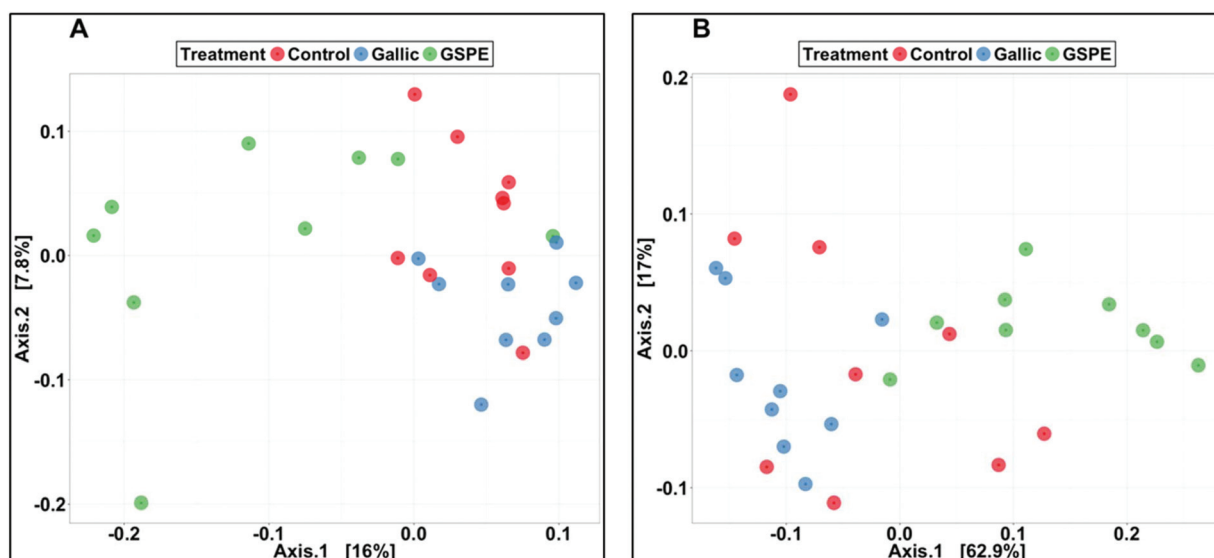 A
Treatment Control Gallic GSPE
0.1
0.0
-0.1
-0.2
Axis.2 [7.8%]
-0.2 -0.1 0.0 0.1
Axis.1 [16%]
B
Treatment Control Gallic GSPE
0.2
0.1
0.0
-0.1
Axis.2 [17%]
-0.1 0.0 0.1 0.2
Axis.1 [62.9%]